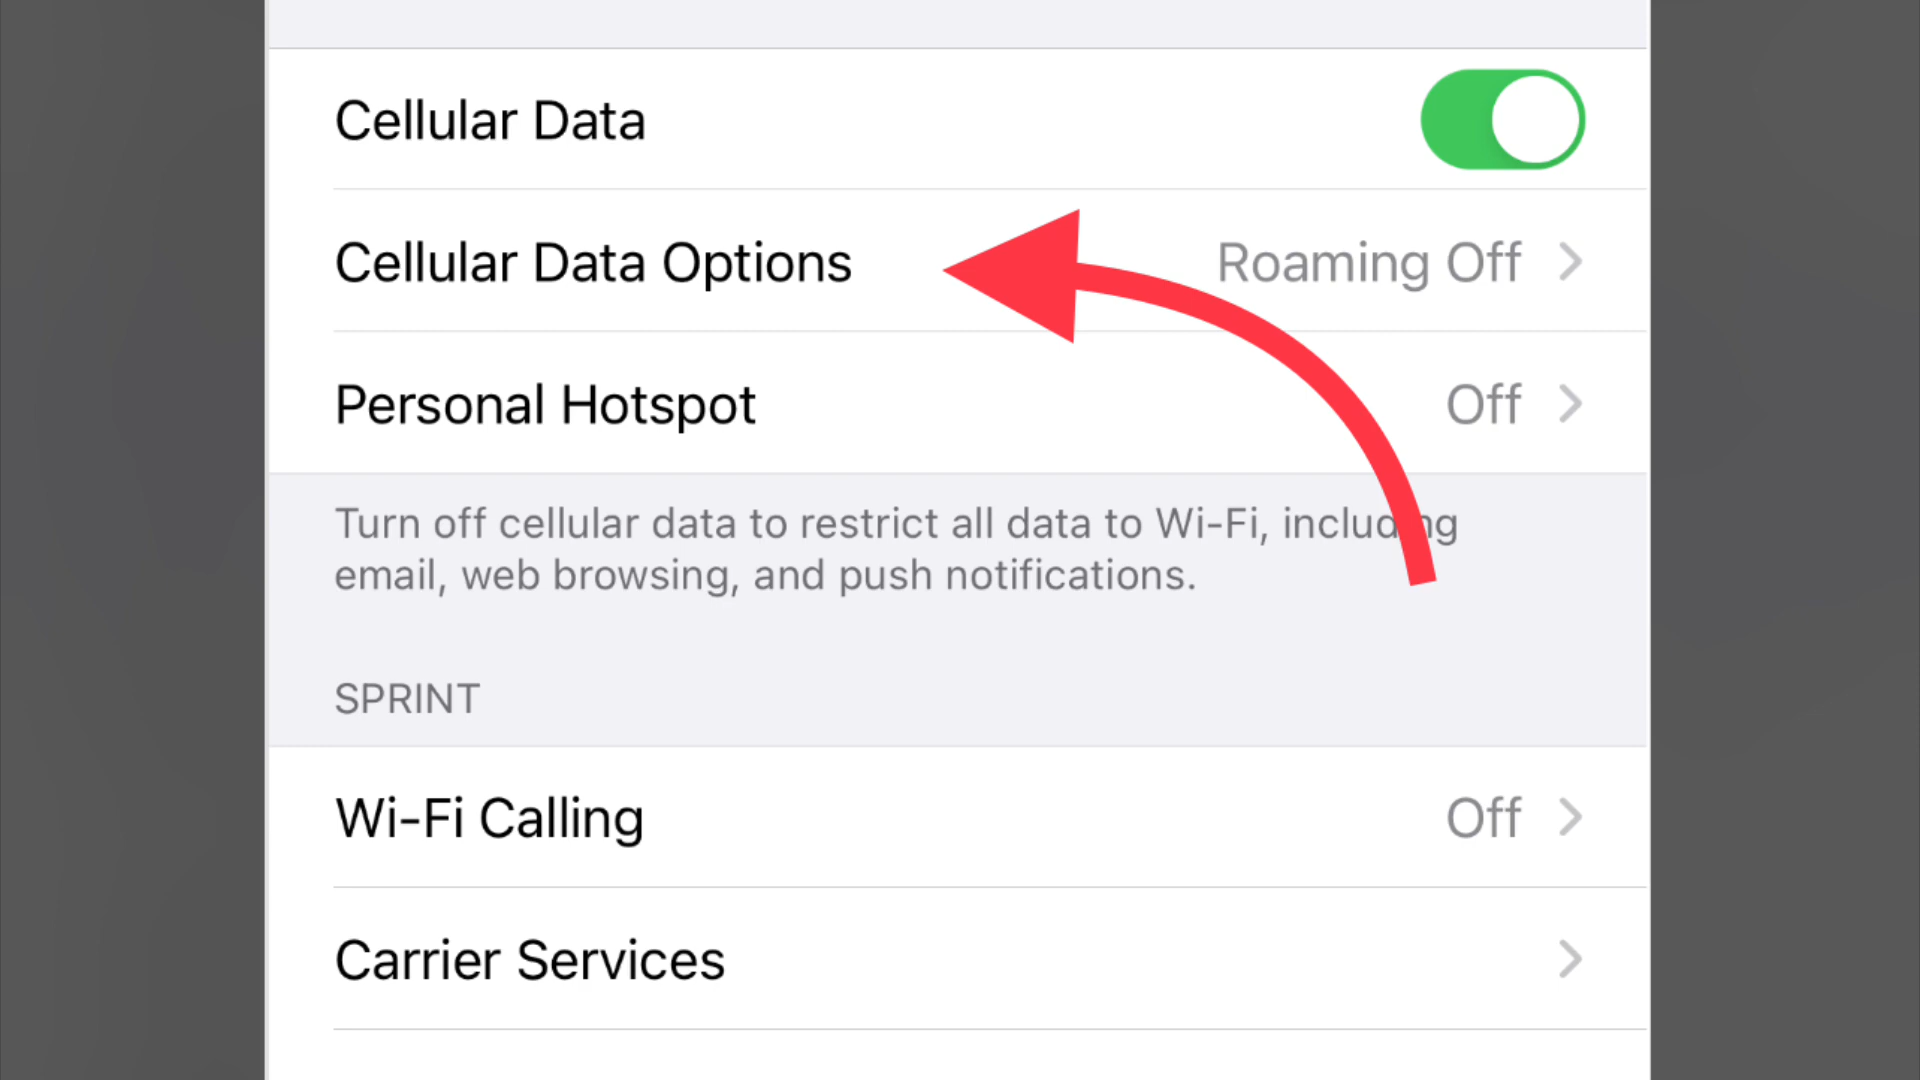 Cellular Data
Cellular Data Options Roaming Off
Personal Hotspot Off
Turn off cellular data to restrict all data to Wi-Fi, including
email, web browsing, and push notifications.
SPRINT
Wi-Fi Calling Off
Carrier Services